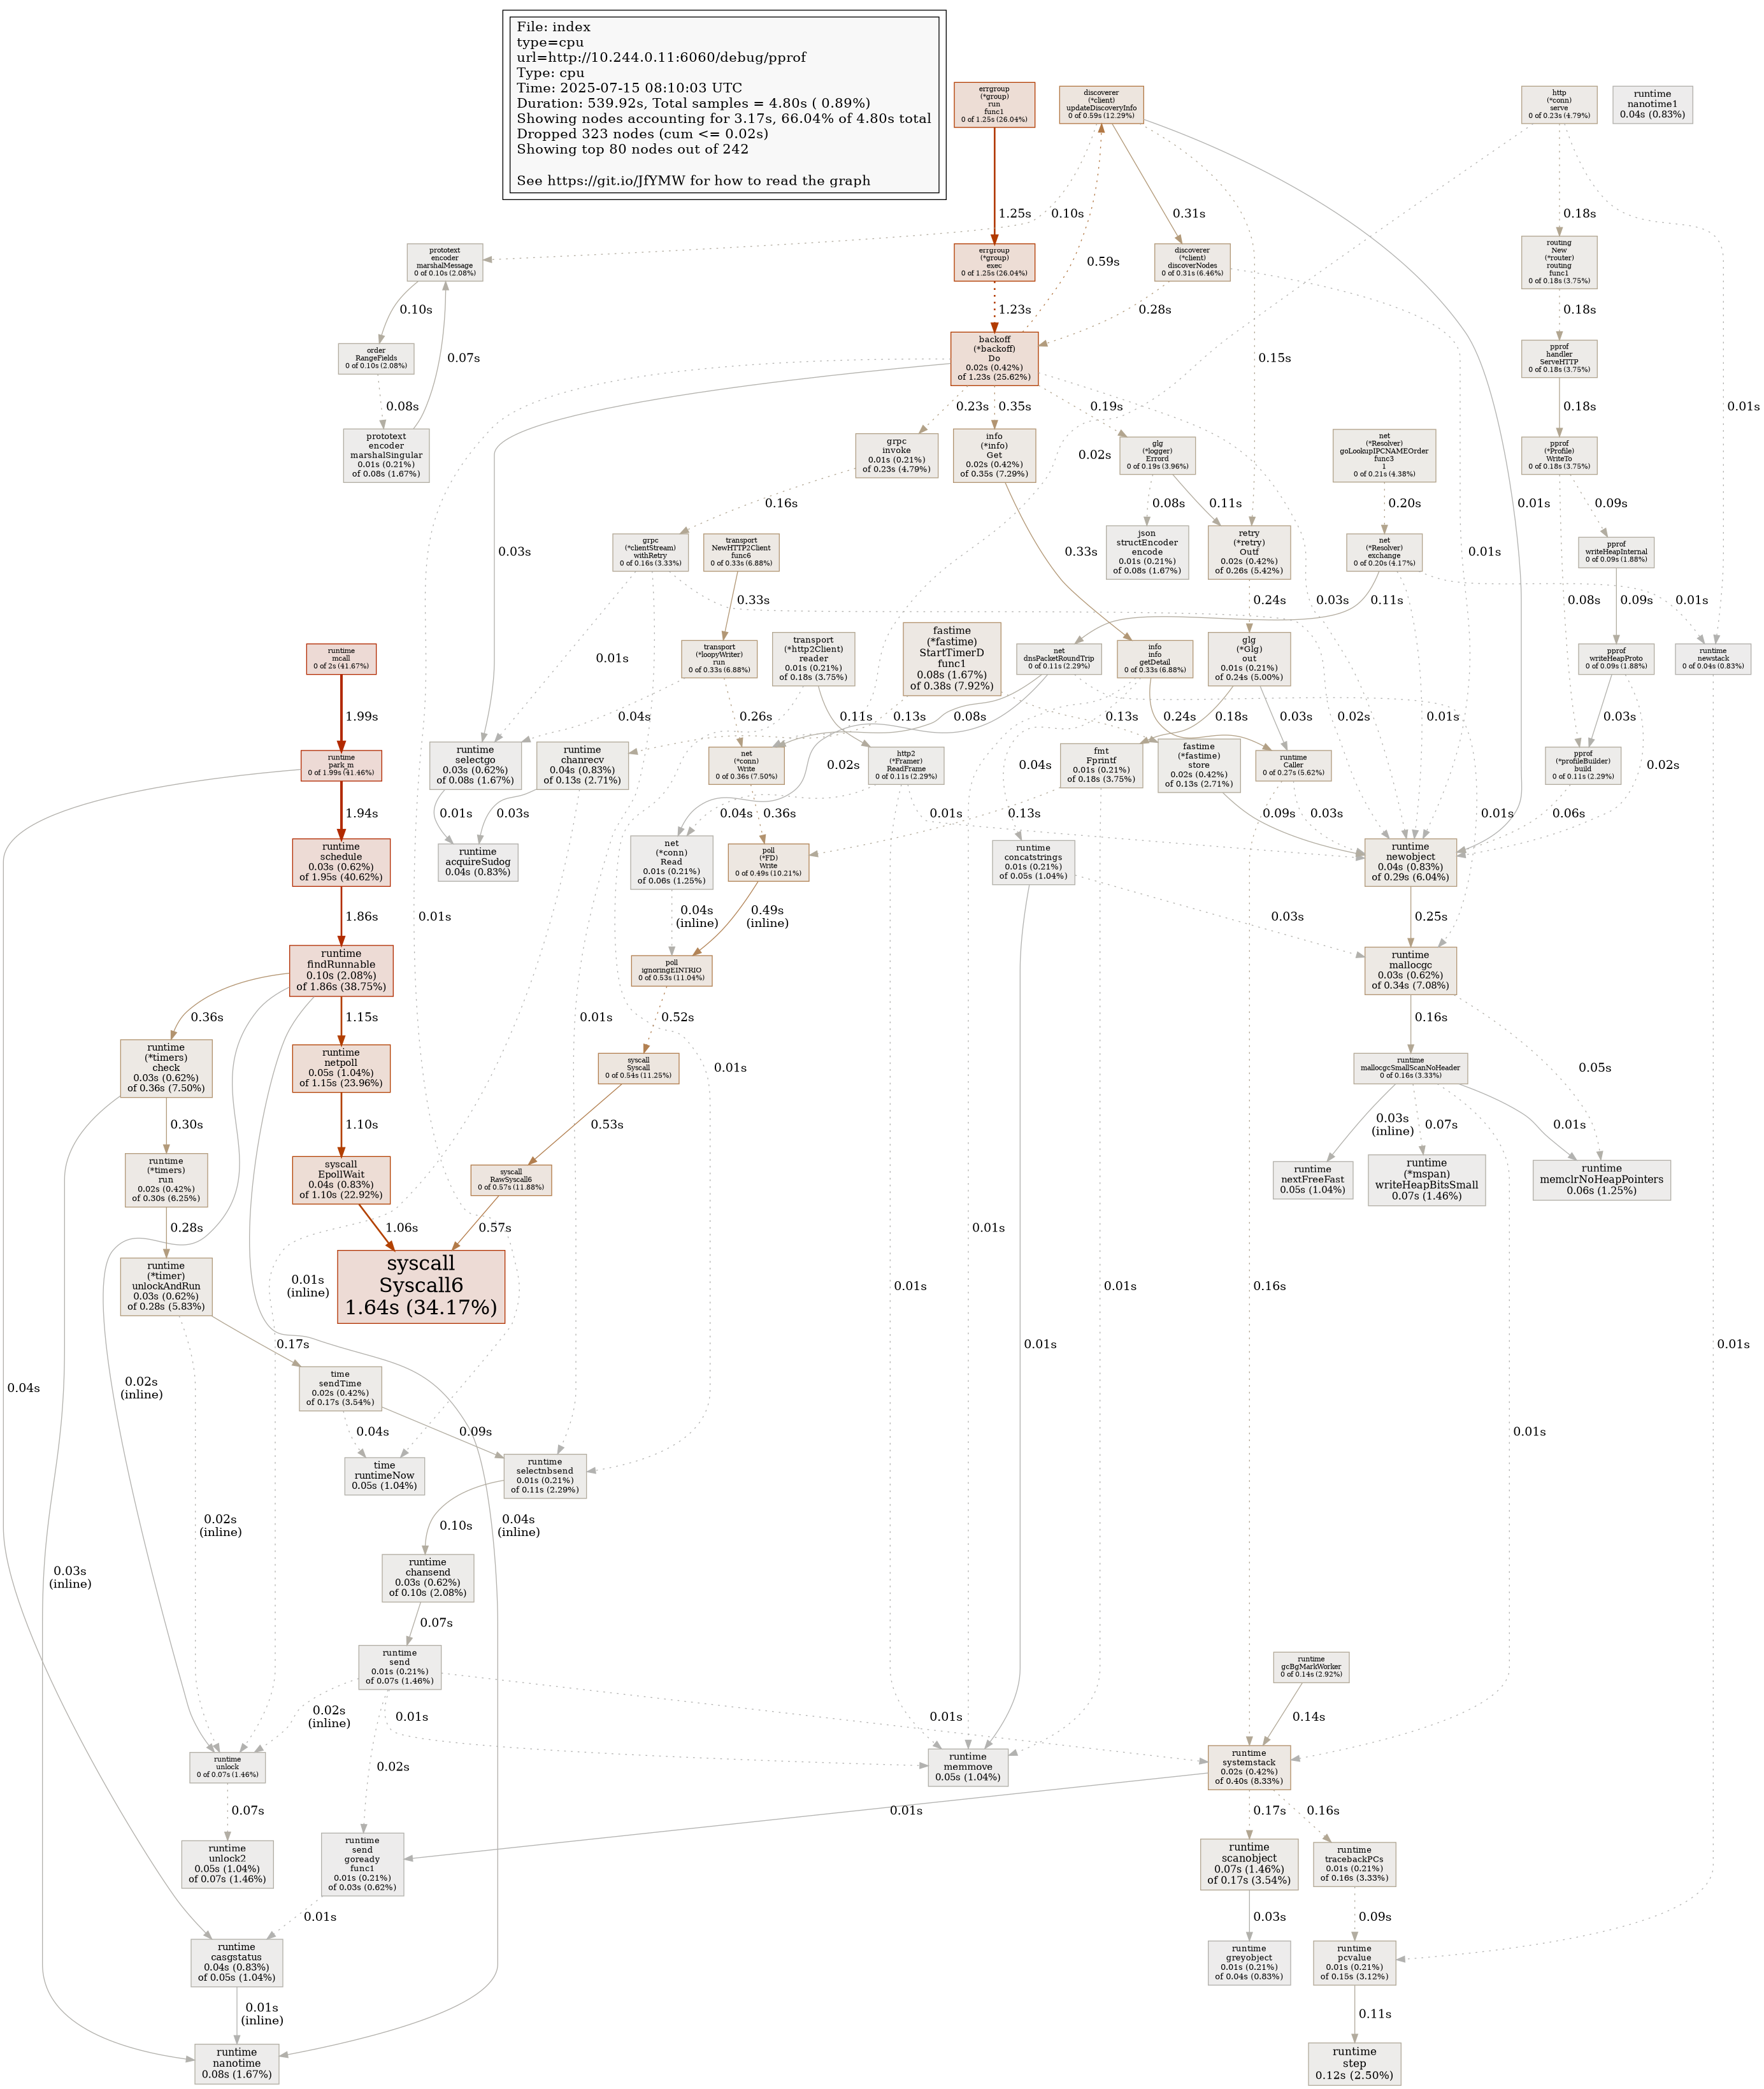 File: index
type=cpu
url=http://10.244.0.11:6060/debug/pprof
Type: cpu
Time: 2025-07-15 08:10:03 UTC
Duration: 539.92s, Total samples = 4.80s ( 0.89%)
Showing nodes accounting for 3.17s, 66.04% of 4.80s total
Dropped 323 nodes (cum <= 0.02s)
Showing top 80 nodes out of 242
See https://git.io/JfYMW for how to read the graph
errgroup
(*group)
run
func1
0 of 1.25s (26.04%)
discoverer
(*client)
updateDiscoveryInfo
0 of 0.59s (12.29%)
http
(*conn)
serve
0 of 0.23s (4.79%)
runtime
nanotime1
0.04s (0.83%)
1.25s
0.10s
0.31s
0.18s
prototext
encoder
marshalMessage
0 of 0.10s (2.08%)
errgroup
(*group)
exec
0 of 1.25s (26.04%)
0.59s
discoverer
(*client)
discoverNodes
0 of 0.31s (6.46%)
routing
New
(*router)
routing
func1
0 of 0.18s (3.75%)
0.10s
1.23s
0.28s
0.18s
order
RangeFields
0 of 0.10s (2.08%)
0.07s
backoff
(*backoff)
Do
0.02s (0.42%)
of 1.23s (25.62%)
0.15s
pprof
handler
ServeHTTP
0 of 0.18s (3.75%)
0.08s
0.23s
0.35s
0.19s
0.18s
0.01s
prototext
encoder
marshalSingular
0.01s (0.21%)
of 0.08s (1.67%)
grpc
invoke
0.01s (0.21%)
of 0.23s (4.79%)
info
(*info)
Get
0.02s (0.42%)
of 0.35s (7.29%)
0.02s
glg
(*logger)
Errord
0 of 0.19s (3.96%)
0.01s
net
(*Resolver)
goLookupIPCNAMEOrder
func3
1
0 of 0.21s (4.38%)
pprof
(*Profile)
WriteTo
0 of 0.18s (3.75%)
0.16s
0.08s
0.11s
0.20s
0.09s
0.03s
grpc
(*clientStream)
withRetry
0 of 0.16s (3.33%)
transport
NewHTTP2Client
func6
0 of 0.33s (6.88%)
0.33s
json
structEncoder
encode
0.01s (0.21%)
of 0.08s (1.67%)
retry
(*retry)
Outf
0.02s (0.42%)
of 0.26s (5.42%)
0.01s
net
(*Resolver)
exchange
0 of 0.20s (4.17%)
pprof
writeHeapInternal
0 of 0.09s (1.88%)
0.33s
0.24s
0.03s
0.11s
0.01s
0.08s
0.09s
runtime
mcall
0 of 2s (41.67%)
0.01s
transport
(*loopyWriter)
run
0 of 0.33s (6.88%)
transport
(*http2Client)
reader
0.01s (0.21%)
of 0.18s (3.75%)
fastime
(*fastime)
StartTimerD
func1
0.08s (1.67%)
of 0.38s (7.92%)
net
dnsPacketRoundTrip
0 of 0.11s (2.29%)
info
info
getDetail
0 of 0.33s (6.88%)
glg
(*Glg)
out
0.01s (0.21%)
of 0.24s (5.00%)
pprof
writeHeapProto
0 of 0.09s (1.88%)
runtime
newstack
0 of 0.04s (0.83%)
1.99s
0.04s
0.26s
0.11s
0.13s
0.08s
0.13s
0.24s
0.18s
0.03s
0.02s
0.01s
0.03s
runtime
park_m
0 of 1.99s (41.46%)
runtime
selectgo
0.03s (0.62%)
of 0.08s (1.67%)
runtime
chanrecv
0.04s (0.83%)
of 0.13s (2.71%)
net
(*conn)
Write
0 of 0.36s (7.50%)
0.02s
http2
(*Framer)
ReadFrame
0 of 0.11s (2.29%)
0.04s
fmt
Fprintf
0.01s (0.21%)
of 0.18s (3.75%)
fastime
(*fastime)
store
0.02s (0.42%)
of 0.13s (2.71%)
runtime
Caller
0 of 0.27s (5.62%)
pprof
(*profileBuilder)
build
0 of 0.11s (2.29%)
0.02s
1.94s
0.01s
0.03s
0.04s
0.36s
0.01s
0.13s
0.09s
0.03s
0.01s
0.06s
runtime
schedule
0.03s (0.62%)
of 1.95s (40.62%)
runtime
acquireSudog
0.04s (0.83%)
net
(*conn)
Read
0.01s (0.21%)
of 0.06s (1.25%)
poll
(*FD)
Write
0 of 0.49s (10.21%)
runtime
concatstrings
0.01s (0.21%)
of 0.05s (1.04%)
runtime
newobject
0.04s (0.83%)
of 0.29s (6.04%)
1.86s
0.01s
0.04s
(inline)
0.49s
(inline)
0.03s
0.25s
runtime
findRunnable
0.10s (2.08%)
of 1.86s (38.75%)
poll
ignoringEINTRIO
0 of 0.53s (11.04%)
runtime
mallocgc
0.03s (0.62%)
of 0.34s (7.08%)
0.36s
1.15s
0.01s
0.52s
0.16s
runtime
(*timers)
check
0.03s (0.62%)
of 0.36s (7.50%)
runtime
netpoll
0.05s (1.04%)
of 1.15s (23.96%)
syscall
Syscall
0 of 0.54s (11.25%)
0.01s
runtime
mallocgcSmallScanNoHeader
0 of 0.16s (3.33%)
0.05s
0.30s
1.10s
0.53s
0.03s
(inline)
0.07s
0.01s
runtime
(*timers)
run
0.02s (0.42%)
of 0.30s (6.25%)
syscall
EpollWait
0.04s (0.83%)
of 1.10s (22.92%)
syscall
RawSyscall6
0 of 0.57s (11.88%)
runtime
nextFreeFast
0.05s (1.04%)
runtime
(*mspan)
writeHeapBitsSmall
0.07s (1.46%)
runtime
memclrNoHeapPointers
0.06s (1.25%)
0.28s
1.06s
0.57s
0.01s
runtime
(*timer)
unlockAndRun
0.03s (0.62%)
of 0.28s (5.83%)
0.01s
(inline)
syscall
Syscall6
1.64s (34.17%)
0.01s
0.01s
0.16s
0.17s
0.01s
0.01s
0.04s
0.02s
(inline)
time
sendTime
0.02s (0.42%)
of 0.17s (3.54%)
0.04s
0.09s
0.01s
time
runtimeNow
0.05s (1.04%)
runtime
selectnbsend
0.01s (0.21%)
of 0.11s (2.29%)
0.02s
(inline)
0.10s
0.04s
(inline)
0.03s
(inline)
runtime
chansend
0.03s (0.62%)
of 0.10s (2.08%)
0.07s
runtime
send
0.01s (0.21%)
of 0.07s (1.46%)
runtime
gcBgMarkWorker
0 of 0.14s (2.92%)
0.02s
(inline)
0.01s
0.01s
0.14s
runtime
unlock
0 of 0.07s (1.46%)
0.02s
runtime
memmove
0.05s (1.04%)
runtime
systemstack
0.02s (0.42%)
of 0.40s (8.33%)
0.07s
0.01s
0.17s
0.16s
runtime
unlock2
0.05s (1.04%)
of 0.07s (1.46%)
runtime
send
goready
func1
0.01s (0.21%)
of 0.03s (0.62%)
runtime
scanobject
0.07s (1.46%)
of 0.17s (3.54%)
runtime
tracebackPCs
0.01s (0.21%)
of 0.16s (3.33%)
0.01s
0.03s
0.09s
runtime
casgstatus
0.04s (0.83%)
of 0.05s (1.04%)
runtime
greyobject
0.01s (0.21%)
of 0.04s (0.83%)
runtime
pcvalue
0.01s (0.21%)
of 0.15s (3.12%)
0.01s
(inline)
0.11s
runtime
nanotime
0.08s (1.67%)
runtime
step
0.12s (2.50%)